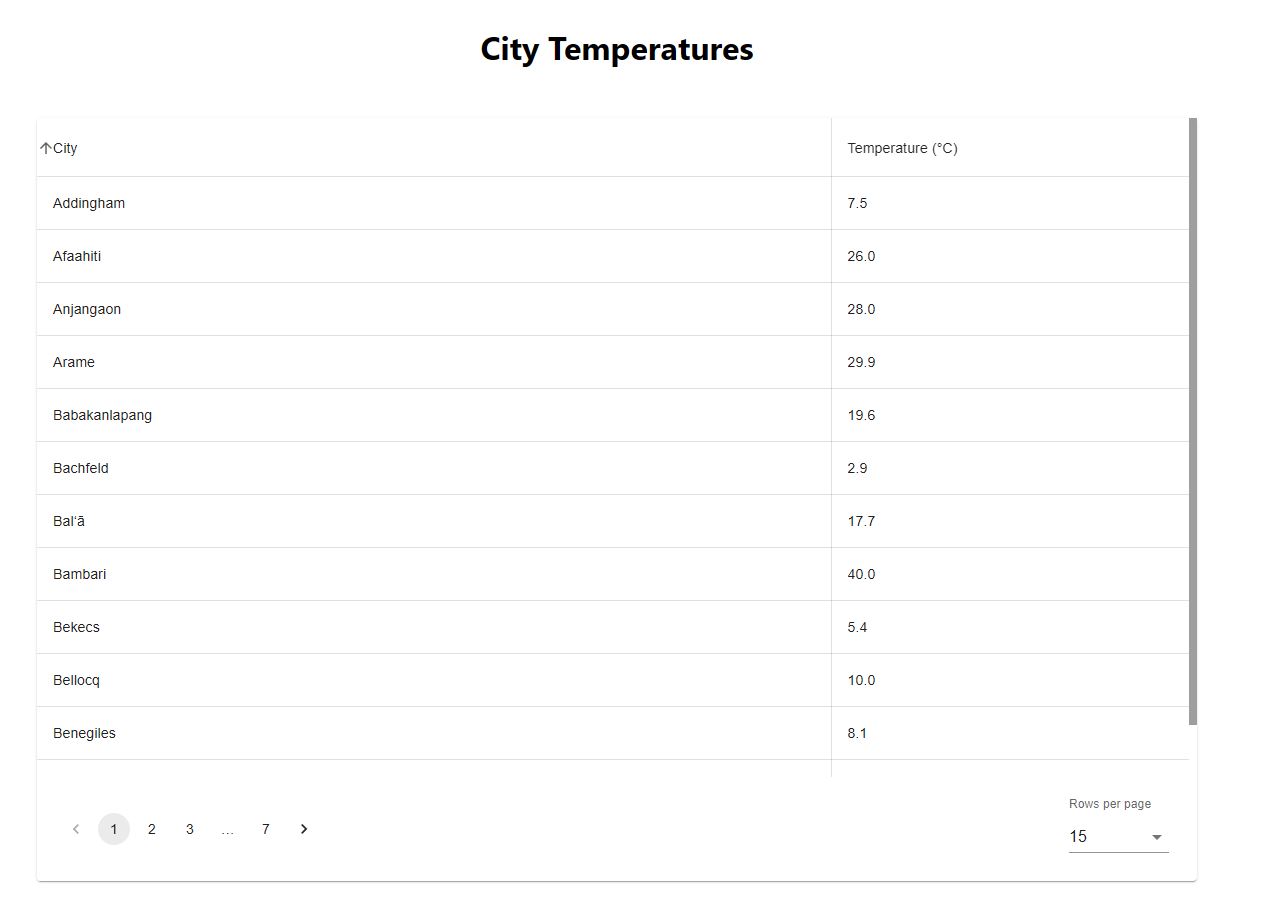 City Temperatures
City Temperature (°C)
Addingham 7.5
Afaahiti 26.0
Anjangaon 28.0
Arame 29.9
Babakanlapang 19.6
Bachfeld 2.9
Bal‘ā 17.7
Bambari 40.0
Bekecs 5.4
Bellocq 10.0
Benegiles 8.1
Rows per page
1 2 3 ... 7
15